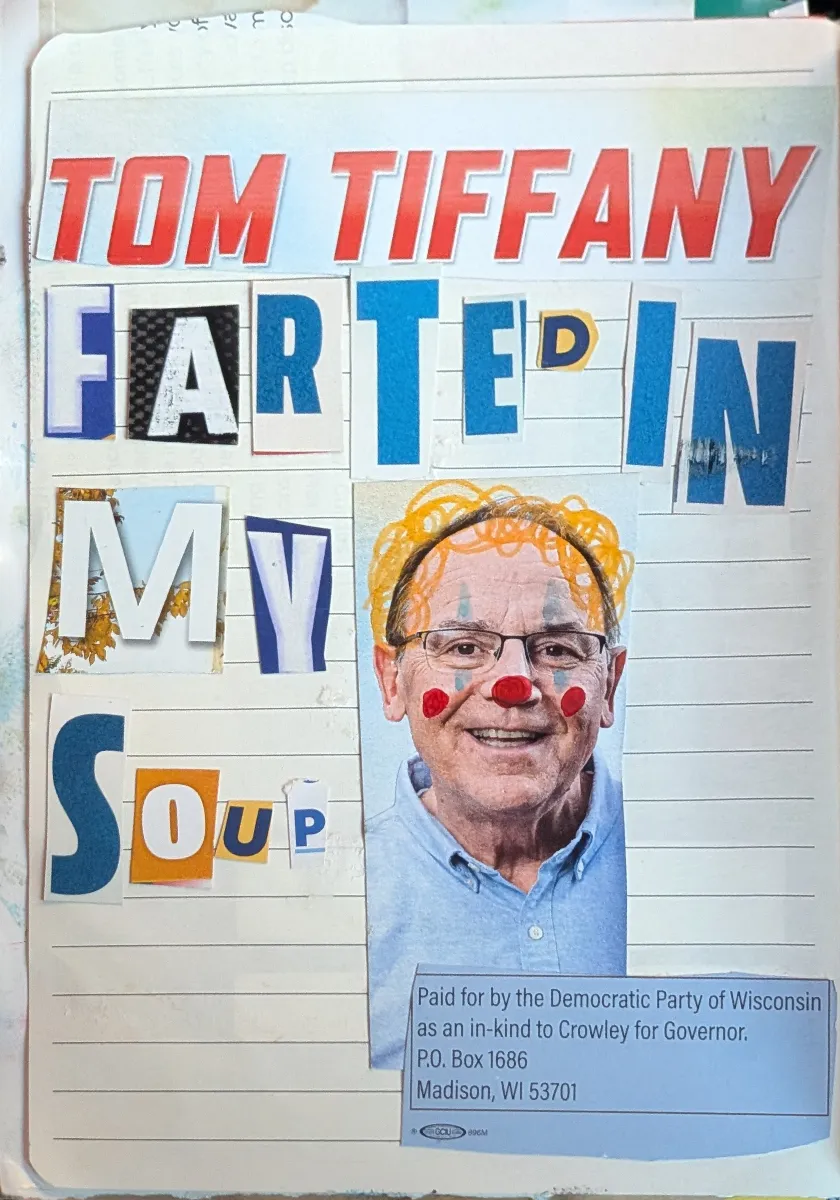 TOM TIFFANY
FARTED IN
MY
SOUP
Paid for by the Democratic Party of Wisconsin
as an in-kind to Crowley for Governor.
P.O. Box 1686
Madison, WI 53701
GCIU